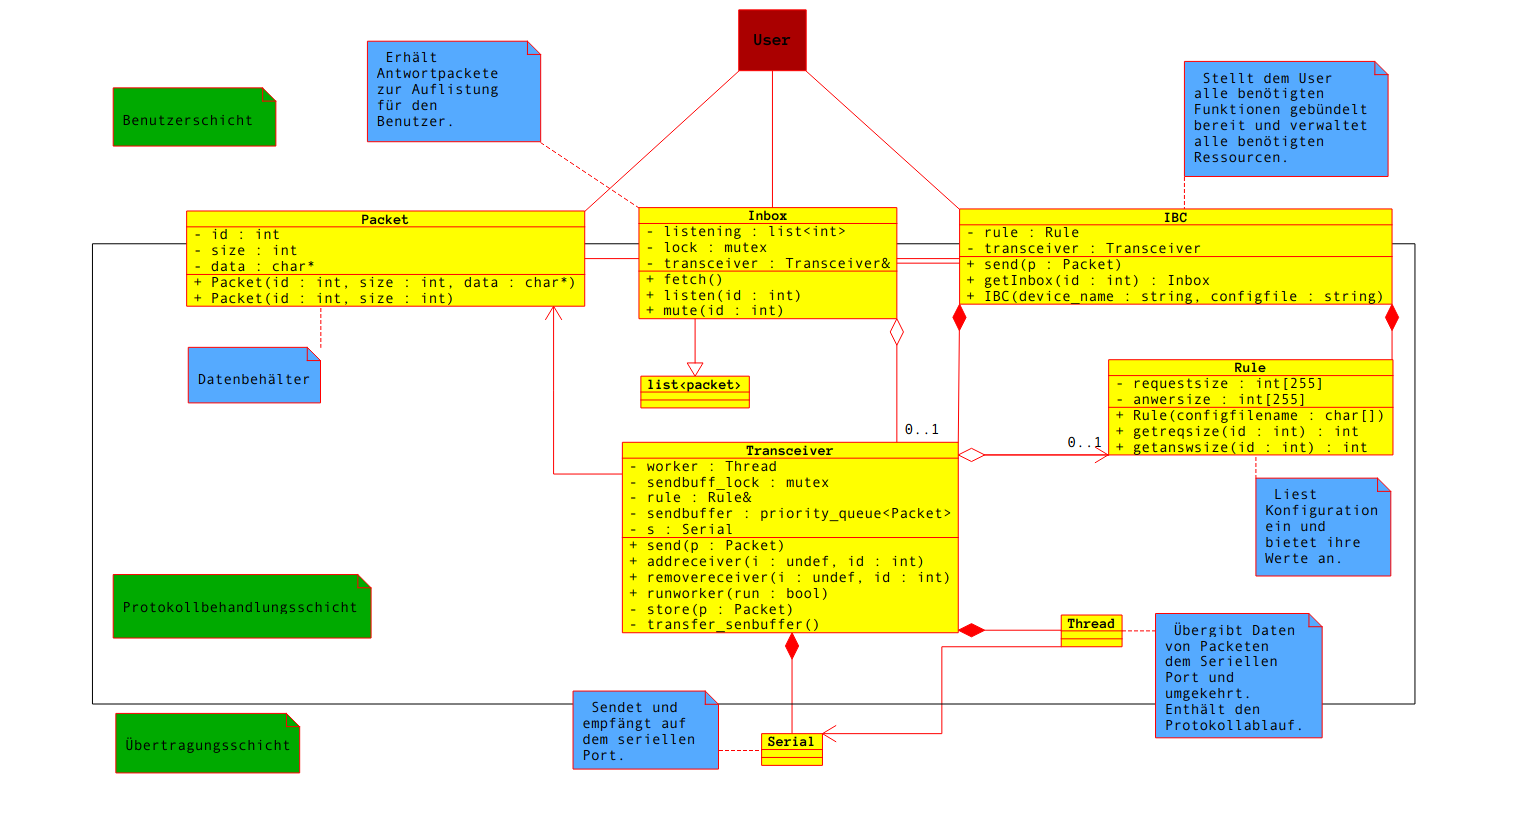 User
Erhält
Antwortpackete
zur Auflistung
für den
Benutzer.
Stellt dem User
alle benötigten
Funktionen gebündelt
bereit und verwaltet
alle benötigten
Ressourcen.
Benutzerschicht
Packet
- id : int
- size : int
- data : char*
+ Packet(id : int, size : int, data : char*)
+ Packet(id : int, size : int)
Inbox
- listening : list<int>
- lock : mutex
- transceiver : Transceiver&
+ fetch()
+ listen(id : int)
+ mute(id : int)
IBC
- rule : Rule
- transceiver : Transceiver
+ send(p : Packet)
+ getInbox(id : int) : Inbox
+ IBC(device_name : string, configfile : string)
Datenbehälter
list<packet>
Rule
- requestsize : int[255]
- anwersize : int[255]
+ Rule(configfilename : char[])
+ getreqsize(id : int) : int
+ getanswsize(id : int) : int
0..1
0..1
Transceiver
- worker : Thread
- sendbuff_lock : mutex
- rule : Rule&
- sendbuffer : priority_queue<Packet>
- s : Serial
+ send(p : Packet)
+ addreceiver(i : undef, id : int)
+ removereceiver(i : undef, id : int)
+ runworker(run : bool)
- store(p : Packet)
- transfer_senbuffer()
Liest
Konfiguration
ein und
bietet ihre
Werte an.
Protokollbehandlungsschicht
Thread
Übergibt Daten
von Packeten
dem Seriellen
Port und
umgekehrt.
Enthält den
Protokollablauf.
Übertragungsschicht
Sendet und
empfängt auf
dem seriellen
Port.
Serial